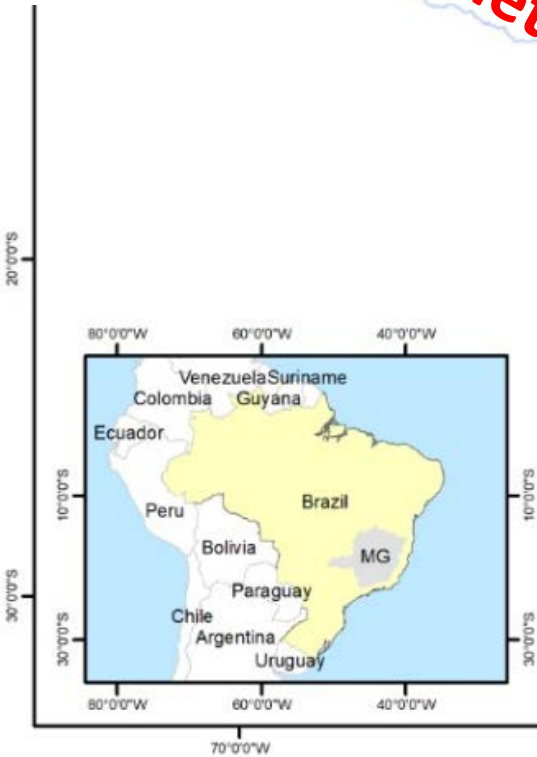 20°0'0"S
80°0'0"W 60°0'0"W 40°0'0"W
Venezuela Suriname
Colombia Guyana
Ecuador
10°0'0"S Peru Brazil 10°0'0"S
Bolivia MG
30°0'0"S Paraguay
Chile
30°0'0"S Argentina 30°0'0"S
Uruguay
80°0'0"W 60°0'0"W 40°0'0"W
70°0'0"W